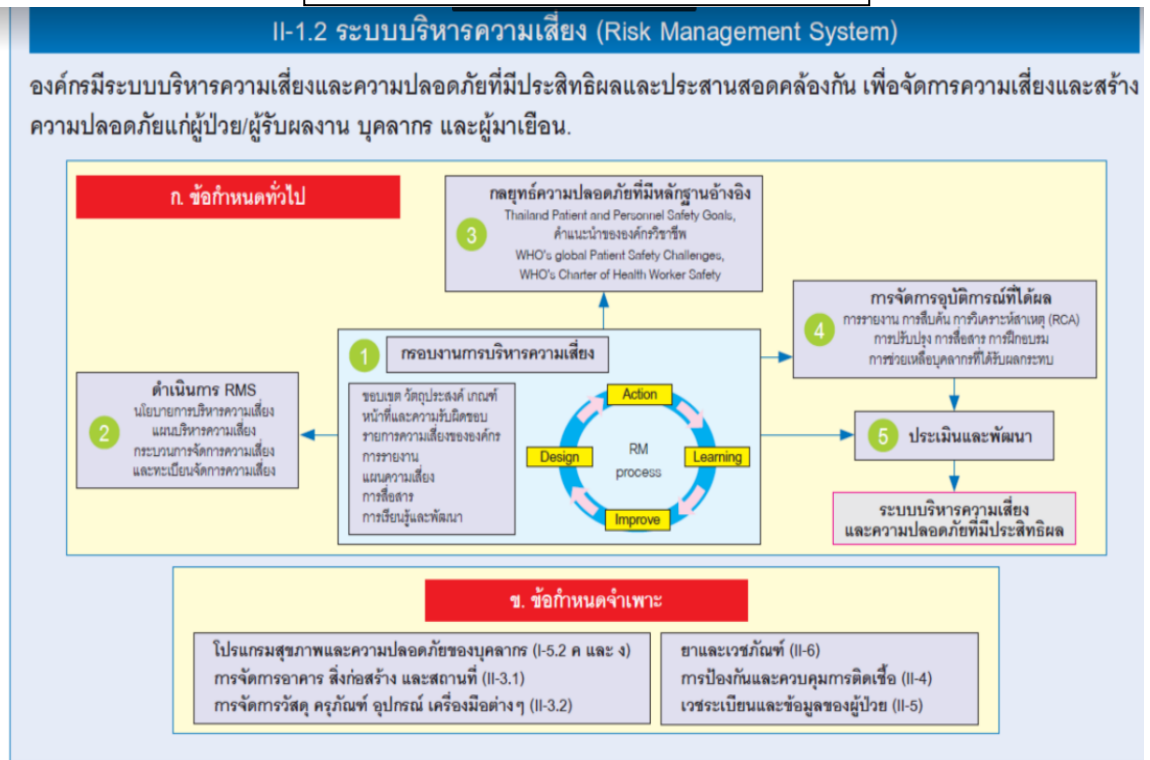 II-1.2 ระบบบริหารความเสี่ยง (Risk Management System)
องค์กรมีระบบบริหารความเสี่ยงและความปลอดภัยที่มีประสิทธิผลและประสานสอดคล้องกัน เพื่อจัดการความเสี่ยงและสร้าง
ความปลอดภัยแก่ผู้ป่วย/ผู้รับผลงาน บุคลากร และผู้มาเยือน.
ก. ข้อกำหนดทั่วไป
3
กลยุทธ์ความปลอดภัยที่มีหลักฐานอ้างอิง
Thailand Patient and Personnel Safety Goals,
คำแนะนำขององค์กรวิชาชีพ
WHO's global Patient Safety Challenges,
WHO's Charter of Health Worker Safety
4
การจัดการอุบัติการณ์ที่ได้ผล
การรายงาน การสืบค้น การวิเคราะห์สาเหตุ (RCA)
การปรับปรุง การสื่อสาร การฝึกอบรม
การช่วยเหลือบุคลากรที่ได้รับผลกระทบ
1
กรอบงานการบริหารความเสี่ยง
ขอบเขต วัตถุประสงค์ เกณฑ์
หน้าที่และความรับผิดชอบ
รายการความเสี่ยงขององค์กร
การรายงาน
แผนความเสี่ยง
การสื่อสาร
การเรียนรู้และพัฒนา
Action
Design
RM
process
Learning
Improve
2
ดำเนินการ RMS
นโยบายการบริหารความเสี่ยง
แผนบริหารความเสี่ยง
กระบวนการจัดการความเสี่ยง
และทะเบียนจัดการความเสี่ยง
5
ประเมินและพัฒนา
ระบบบริหารความเสี่ยง
และความปลอดภัยที่มีประสิทธิผล
ข. ข้อกำหนดจำเพาะ
โปรแกรมสุขภาพและความปลอดภัยของบุคลากร (I-5.2 ค และ ง)
การจัดการอาคาร สิ่งก่อสร้าง และสถานที่ (II-3.1)
การจัดการวัสดุ ครุภัณฑ์ อุปกรณ์ เครื่องมือต่างๆ (II-3.2)
ยาและเวชภัณฑ์ (II-6)
การป้องกันและควบคุมการติดเชื้อ (II-4)
เวชระเบียนและข้อมูลของผู้ป่วย (II-5)